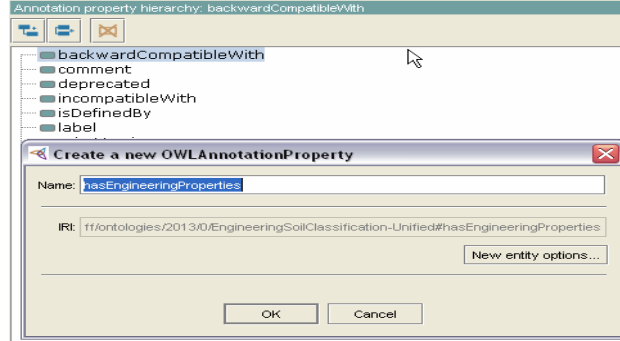 Annotation property hierarchy: backwardCompatibleWith
backwardCompatibleWith
comment
deprecated
incompatibleWith
isDefinedBy
label
Create a new OWLAnnotationProperty
Name: hasEngineeringProperties
IRI: ff/ontologies/2013/0/EngineeringSoilClassification-Unified#hasEngineeringProperties
New entity options...
OK Cancel